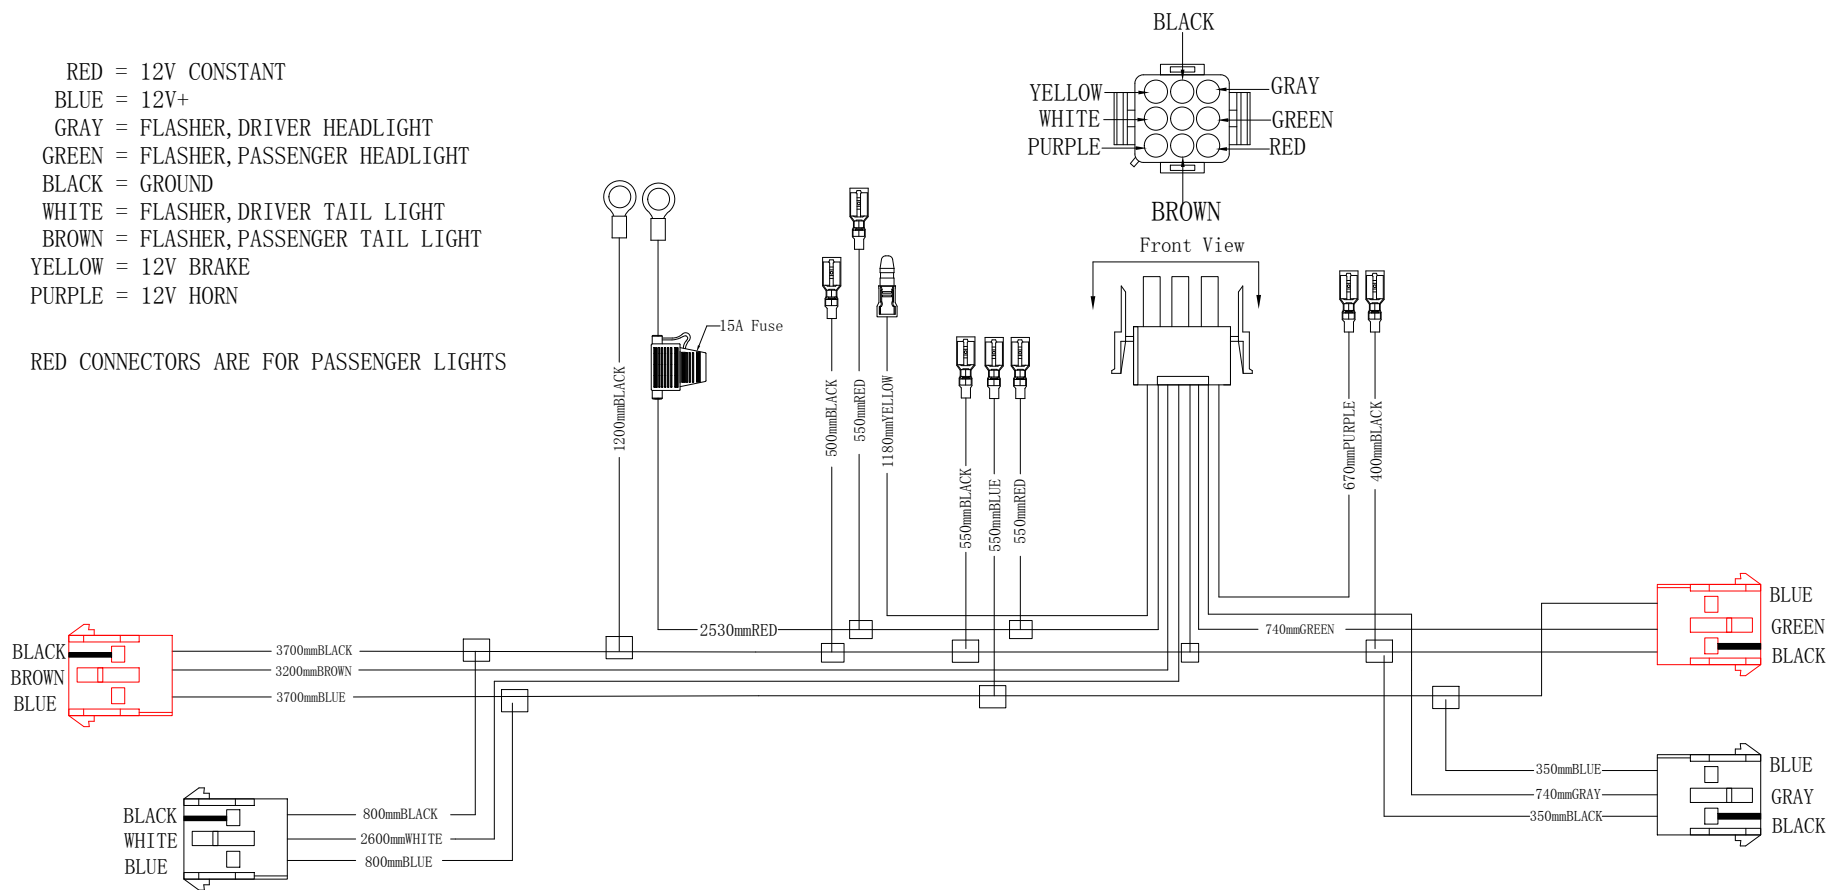 RED = 12V CONSTANT
BLUE = 12V+
GRAY = FLASHER,DRIVER HEADLIGHT
GREEN = FLASHER,PASSENGER HEADLIGHT
BLACK = GROUND
WHITE = FLASHER,DRIVER TAIL LIGHT
BROWN = FLASHER,PASSENGER TAIL LIGHT
YELLOW = 12V BRAKE
PURPLE = 12V HORN
RED CONNECTORS ARE FOR PASSENGER LIGHTS
BLACK
YELLOW
GRAY
WHITE
GREEN
PURPLE
RED
BROWN
Front View
15A Fuse
1200mmBLACK
500mmBLACK
550mmRED
1180mmYELLOW
550mmBLACK
550mmBLUE
550mmRED
670mmPURPLE
400mmBLACK
2530mmRED
740mmGREEN
BLACK
BROWN
BLUE
3700mmBLACK
3200mmBROWN
3700mmBLUE
BLUE
GREEN
BLACK
BLACK
WHITE
BLUE
800mmBLACK
2600mmWHITE
800mmBLUE
350mmBLUE
740mmGRAY
350mmBLACK
BLUE
GRAY
BLACK